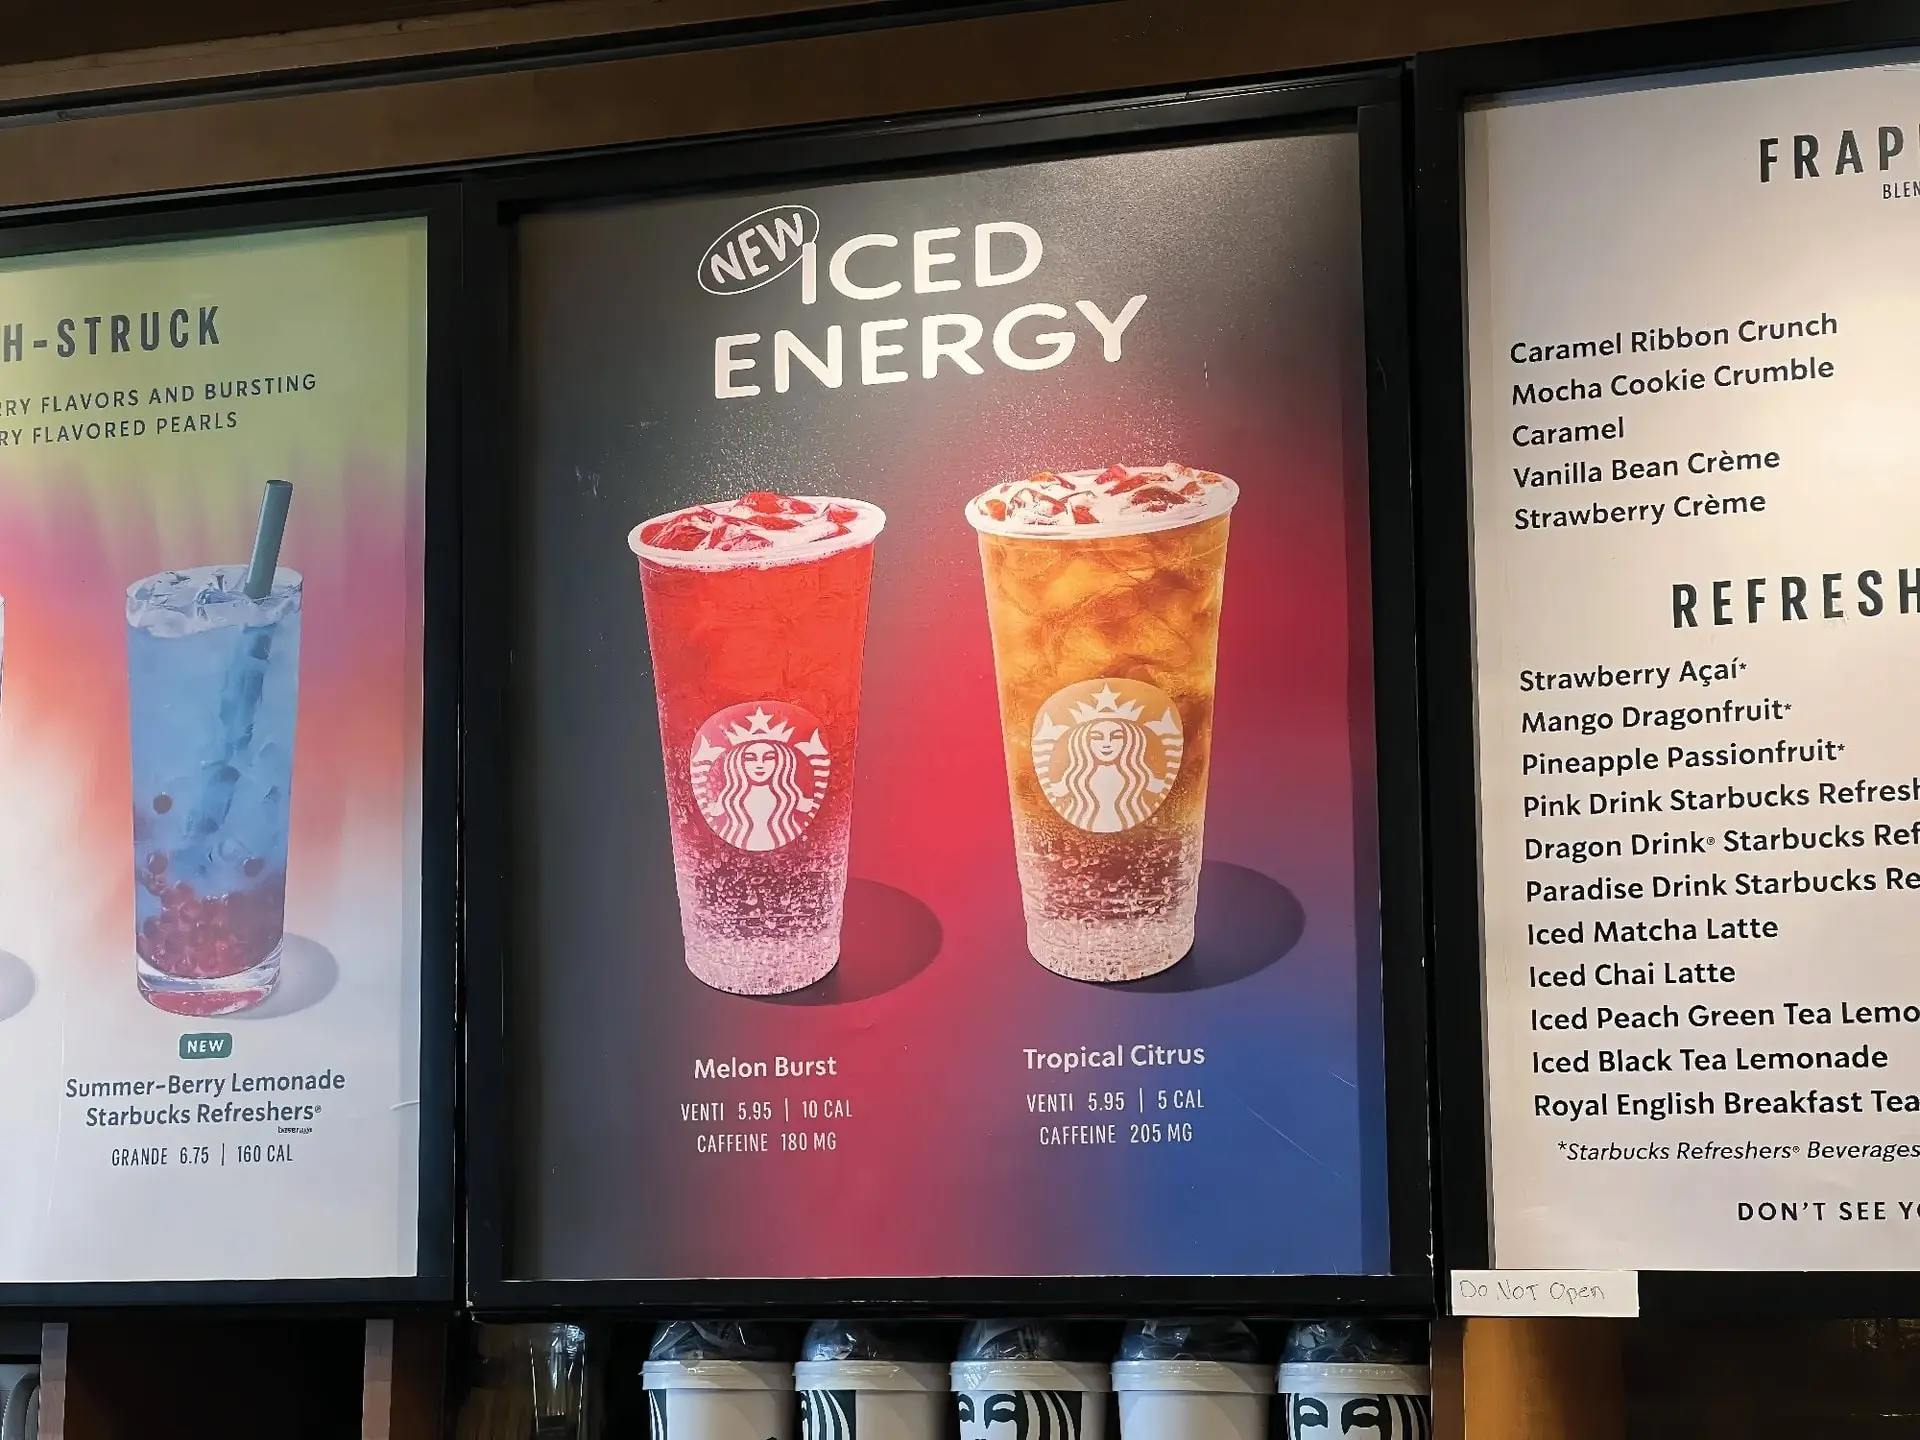 H-STRUCK
RRY FLAVORS AND BURSTING
RY FLAVORED PEARLS
NEW
Summer-Berry Lemonade
Starbucks Refreshers®
beverage
GRANDE 6.75 | 160 CAL
NEW ICED
ENERGY
Melon Burst
VENTI 5.95 | 10 CAL
CAFFEINE 180 MG
Tropical Citrus
VENTI 5.95 | 5 CAL
CAFFEINE 205 MG
FRAP
BLEN
Caramel Ribbon Crunch
Mocha Cookie Crumble
Caramel
Vanilla Bean Crème
Strawberry Crème
REFRESH
Strawberry Açaí*
Mango Dragonfruit*
Pineapple Passionfruit*
Pink Drink Starbucks Refresh
Dragon Drink® Starbucks Ref
Paradise Drink Starbucks Re
Iced Matcha Latte
Iced Chai Latte
Iced Peach Green Tea Lemo
Iced Black Tea Lemonade
Royal English Breakfast Tea
*Starbucks Refreshers® Beverages
DON'T SEE YO
Do Not Open